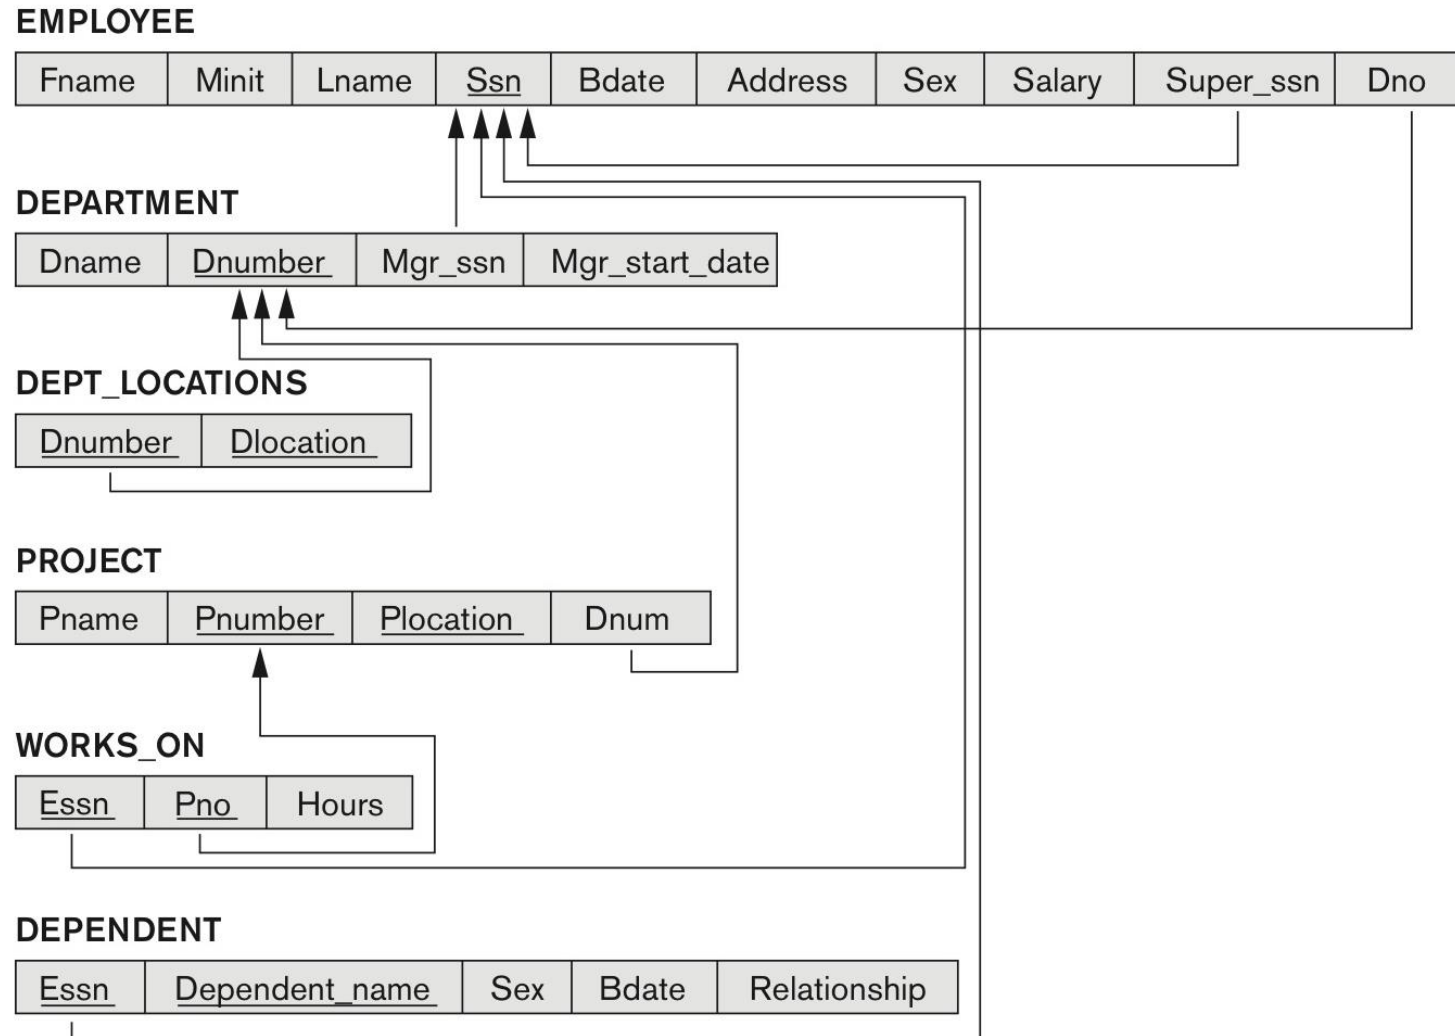 EMPLOYEE
Fname Minit Lname Ssn Bdate Address Sex Salary Super_ssn Dno
DEPARTMENT
Dname Dnumber Mgr_ssn Mgr_start_date
DEPT_LOCATIONS
Dnumber Dlocation
PROJECT
Pname Pnumber Plocation Dnum
WORKS_ON
Essn Pno Hours
DEPENDENT
Essn Dependent_name Sex Bdate Relationship